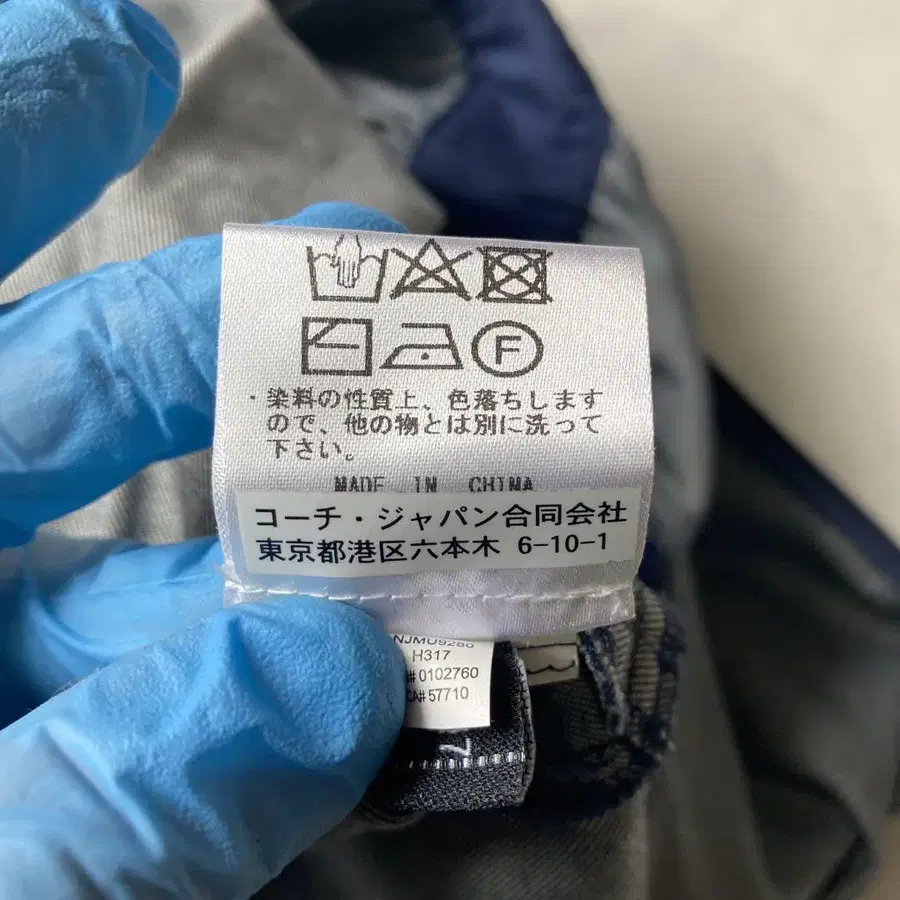 F
・染料の性質上、色落ちします
ので、他の物とは別に洗って
下さい。
MADE IN CHINA
コーチ・ジャパン合同会社
東京都港区六本木 6-10-1
NJMU9280
H317
# 0102760
CA# 57710